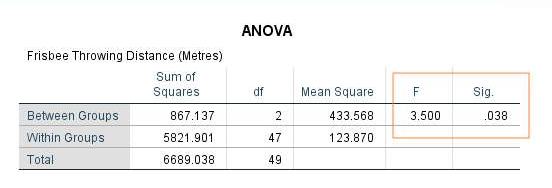 ANOVA
Frisbee Throwing Distance (Metres)
Sum of Squares df Mean Square F Sig.
Between Groups 867.137 2 433.568 3.500 .038
Within Groups 5821.901 47 123.870
Total 6689.038 49